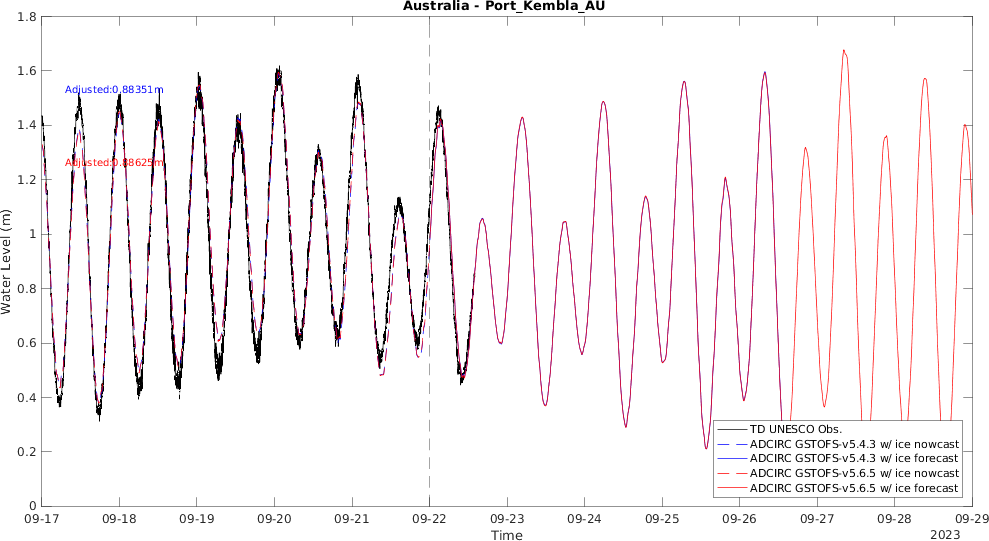 Australia - Port_Kembla_AU
1.8
1.6
1.4
1.2
1
0.8
0.6
0.4
0.2
0
Water Level (m)
Adjusted:0.88351m
Adjusted:0.88625m
TD UNESCO Obs.
ADCIRC GSTOFS-v5.4.3 w/ ice nowcast
ADCIRC GSTOFS-v5.4.3 w/ ice forecast
ADCIRC GSTOFS-v5.6.5 w/ ice nowcast
ADCIRC GSTOFS-v5.6.5 w/ ice forecast
09-17 09-18 09-19 09-20 09-21 09-22 09-23 09-24 09-25 09-26 09-27 09-28 09-29
Time
2023